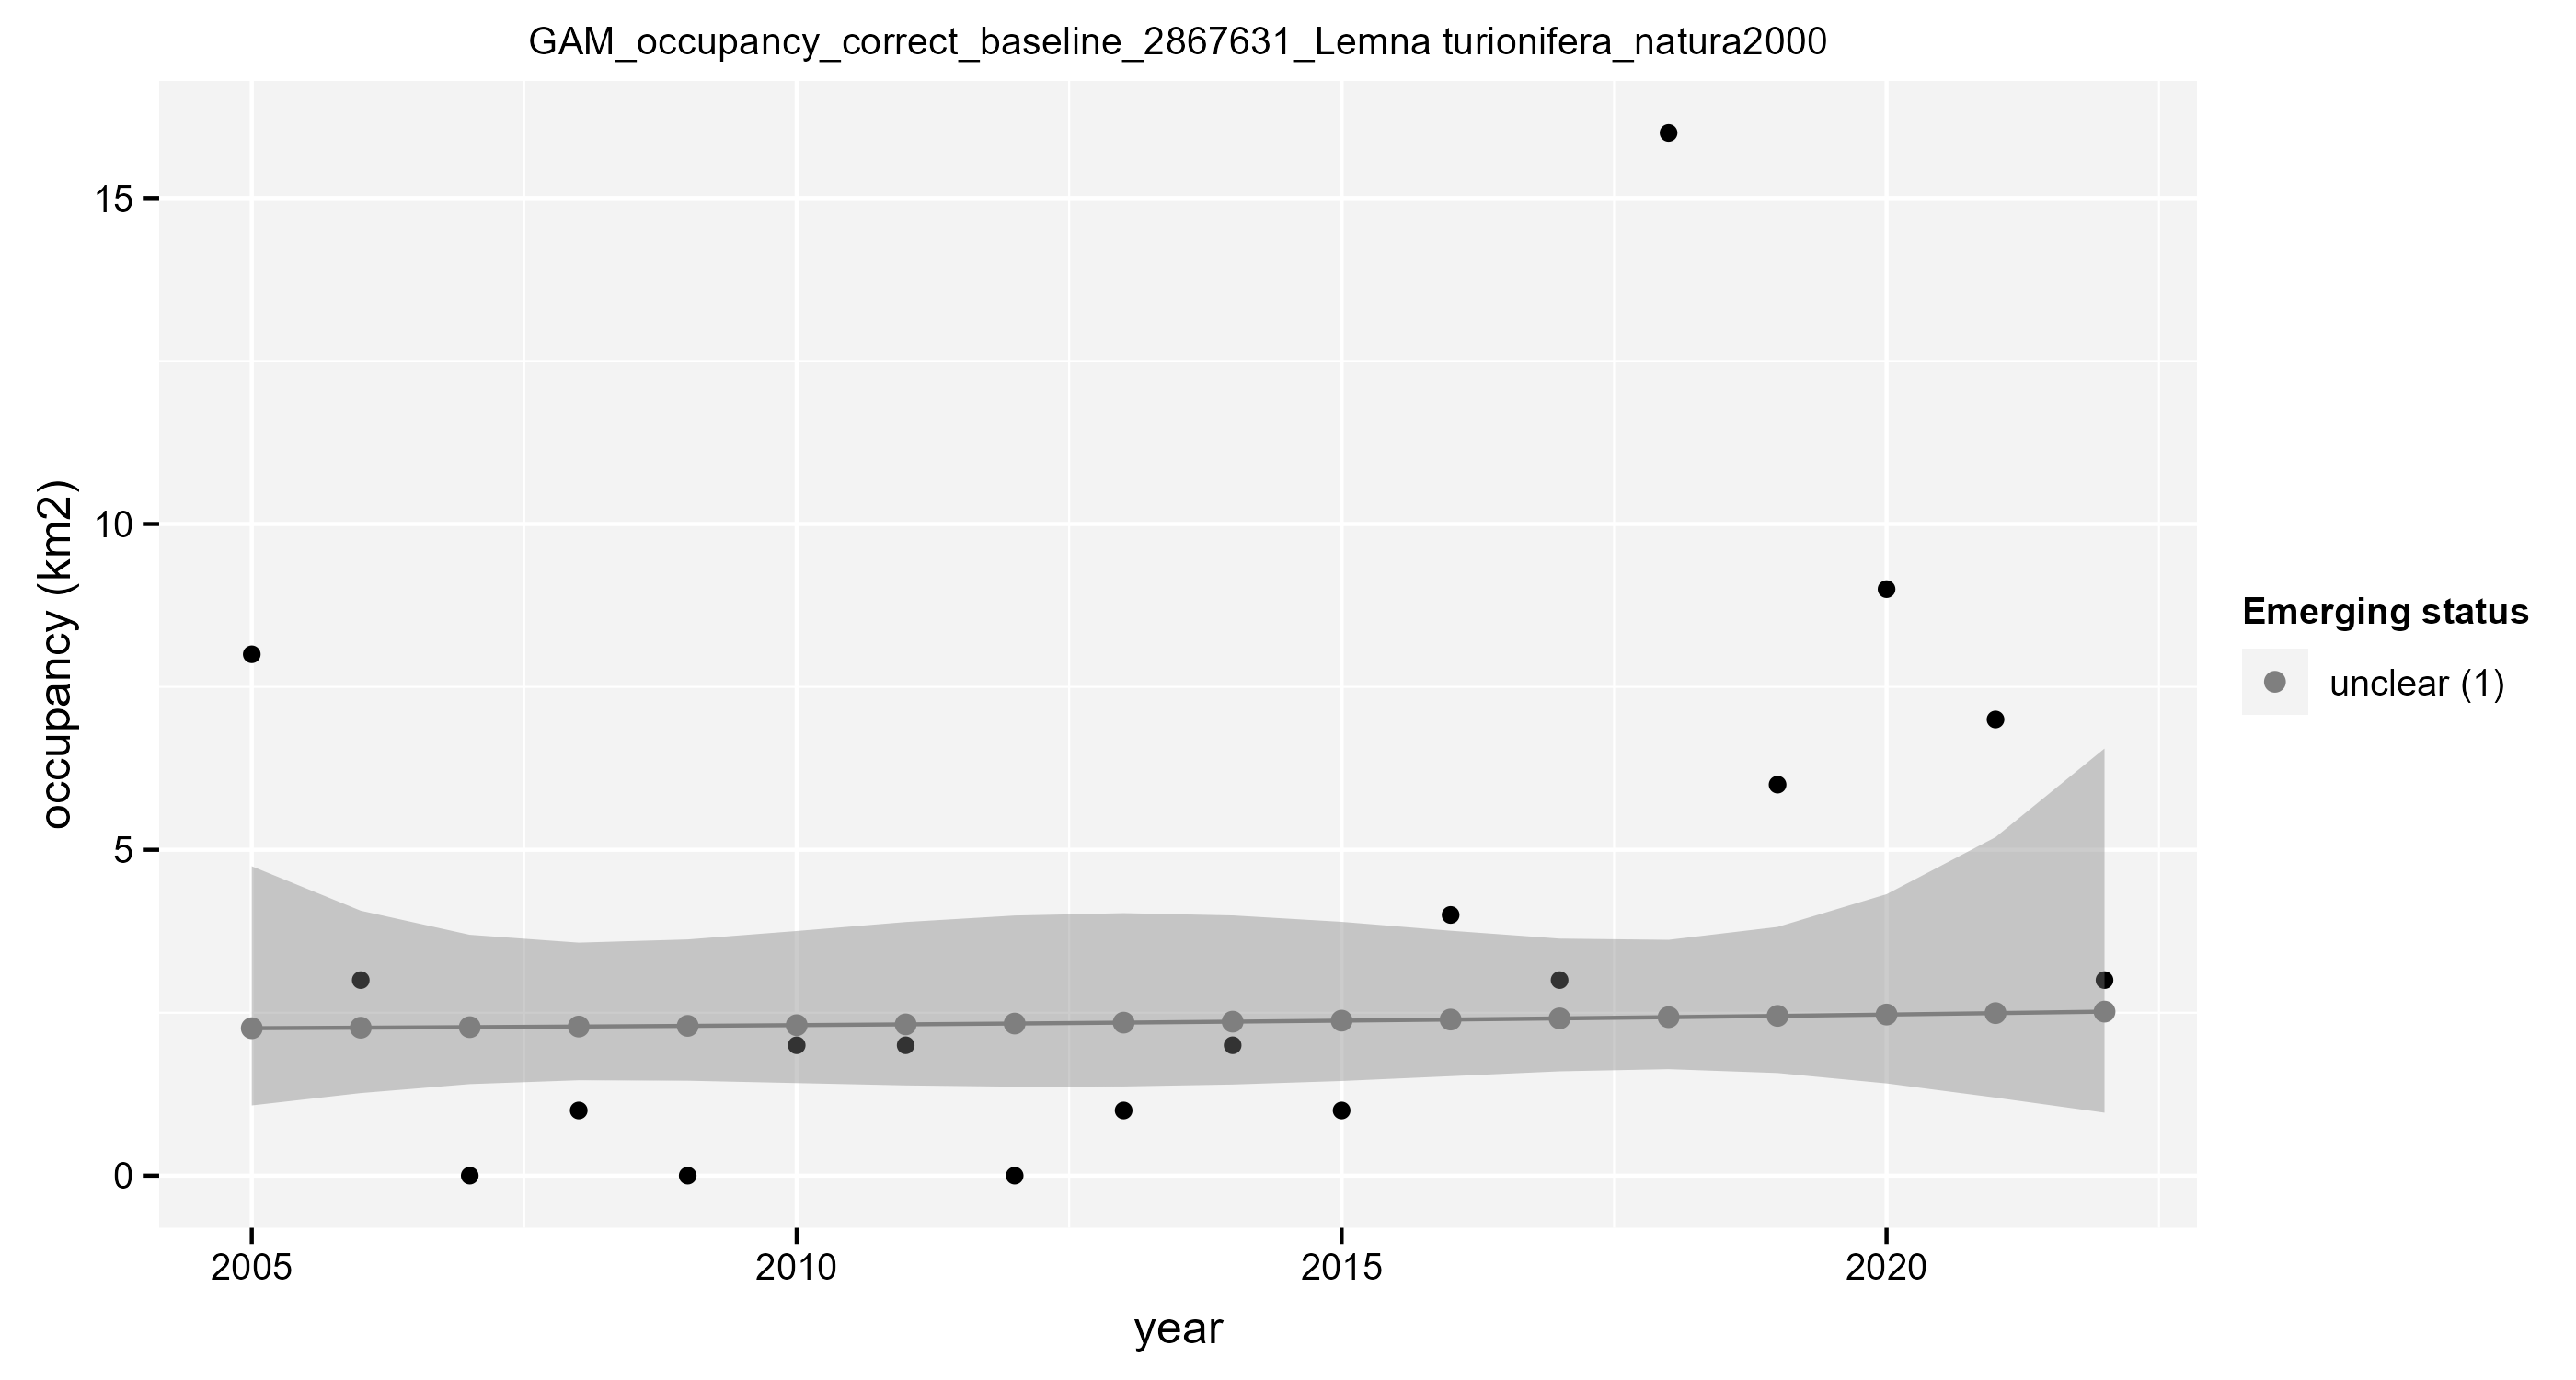 GAM_occupancy_correct_baseline_2867631_Lemna turionifera_natura2000
occupancy (km2)
15
10
5
0
2005 2010 2015 2020
year
Emerging status
unclear (1)